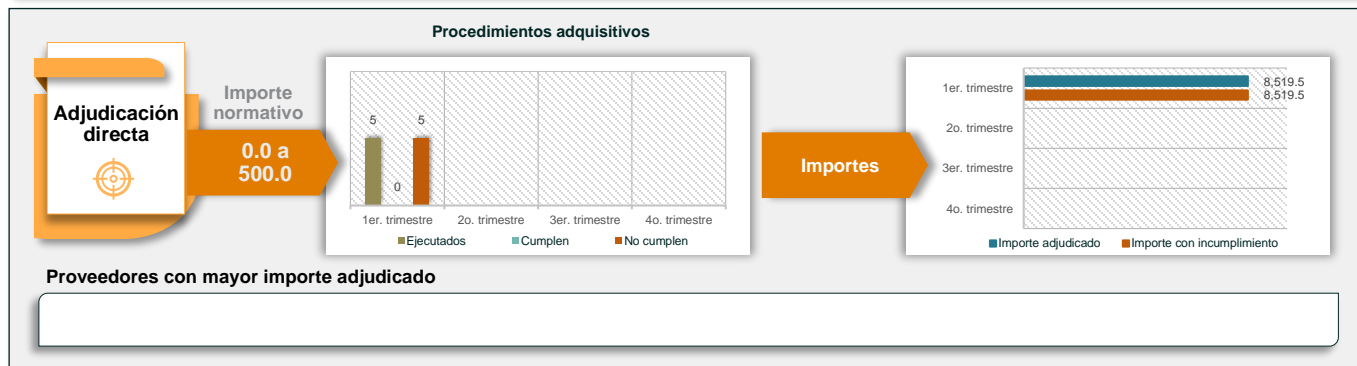 Procedimientos adquisitivos
Adjudicación
directa
Importe
normativo
0.0 a
500.0
5
0
5
1er. trimestre
2o. trimestre
3er. trimestre
4o. trimestre
Ejecutados
Cumplen
No cumplen
Importes
1er. trimestre
8,519.5
8,519.5
2o. trimestre
3er. trimestre
4o. trimestre
Importe adjudicado
Importe con incumplimiento
Proveedores con mayor importe adjudicado